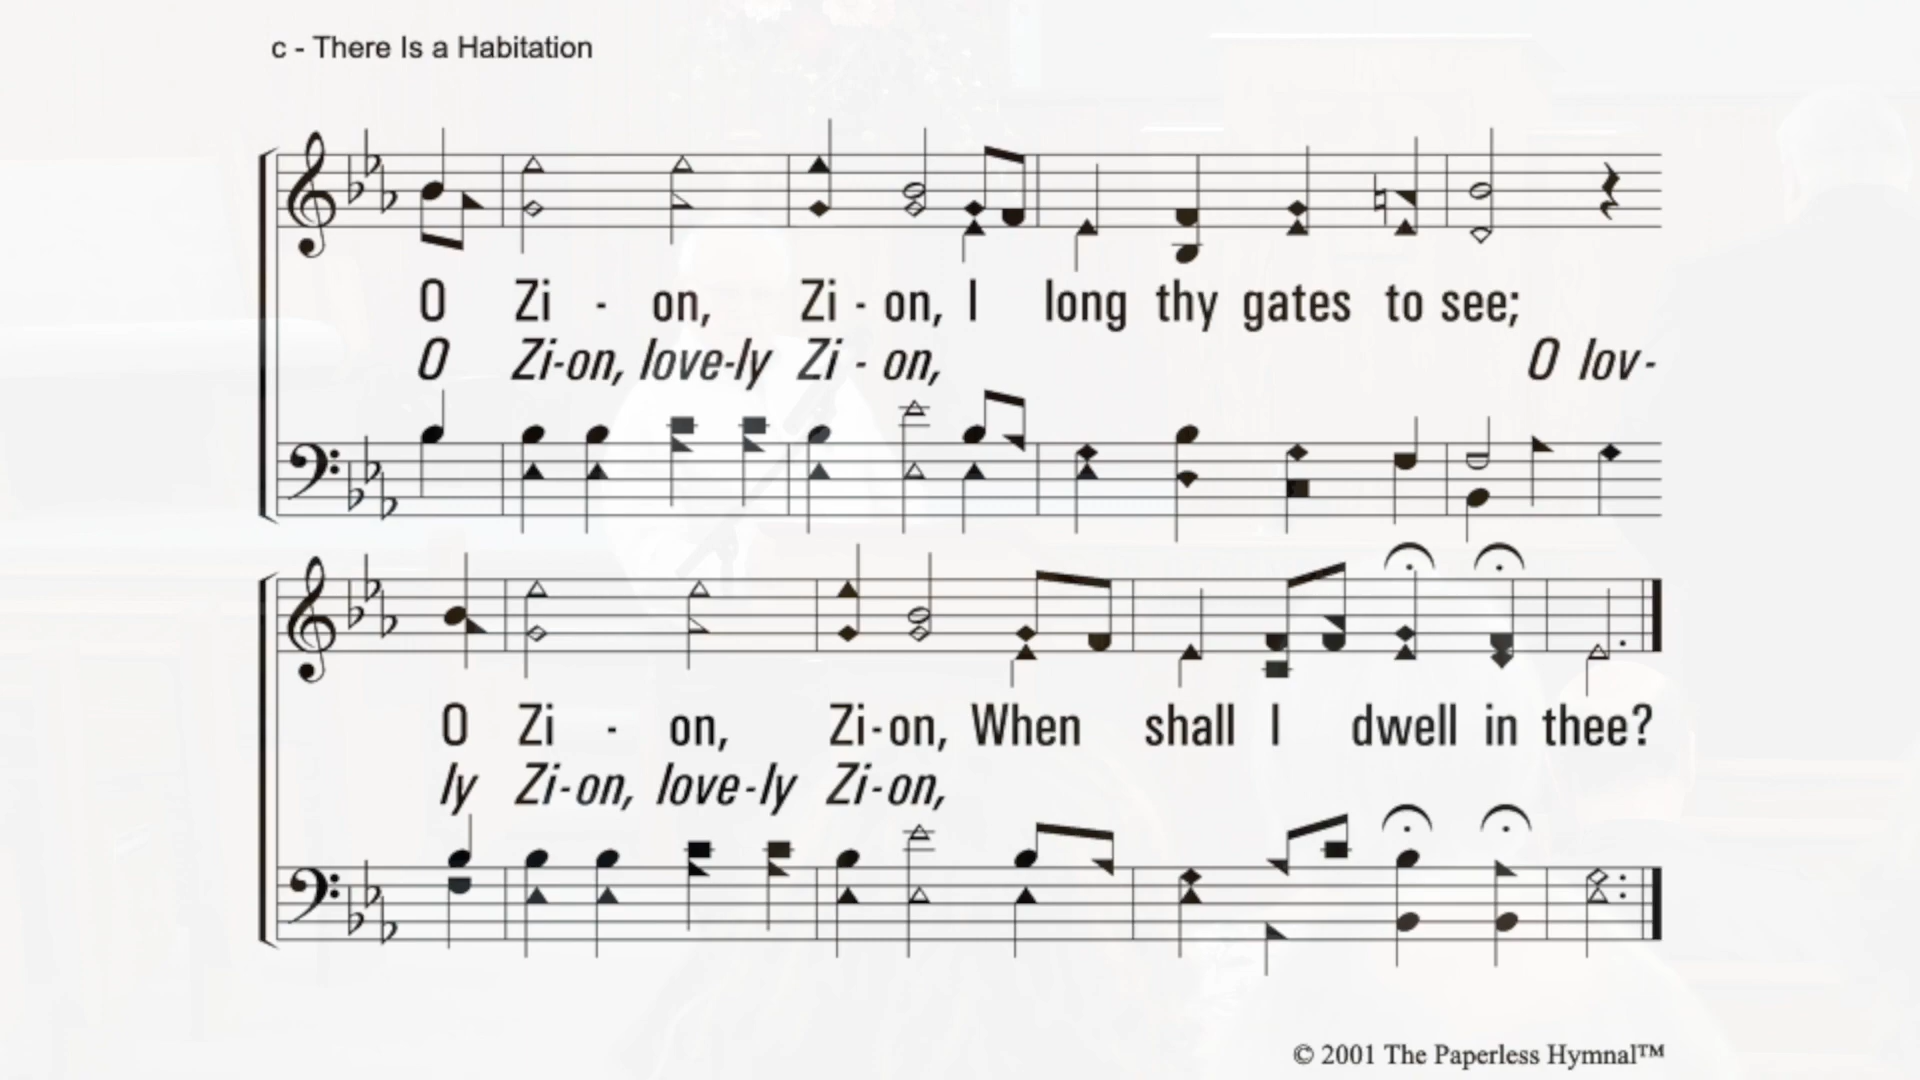 c - There Is a Habitation
O Zi - on, Zi - on, I long thy gates to see;
O Zi-on, love-ly Zi - on, O lov-
O Zi - on, Zi-on, When shall I dwell in thee?
ly Zi-on, love-ly Zi-on,
© 2001 The Paperless Hymnal™